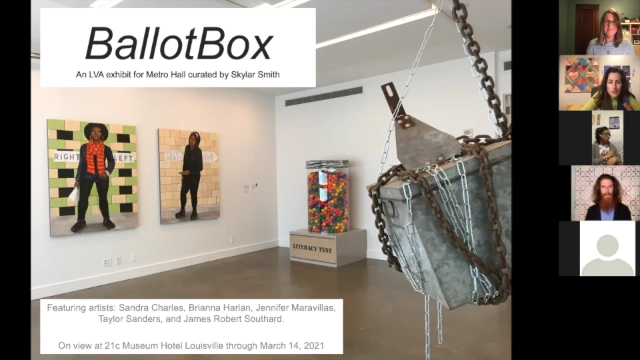 BallotBox
An LVA exhibit for Metro Hall curated by Skylar Smith
RIGHT
LEFT
LITERACY TEST
Featuring artists: Sandra Charles, Brianna Harlan, Jennifer Maravillas,
Taylor Sanders, and James Robert Southard.
On view at 21c Museum Hotel Louisville through March 14, 2021